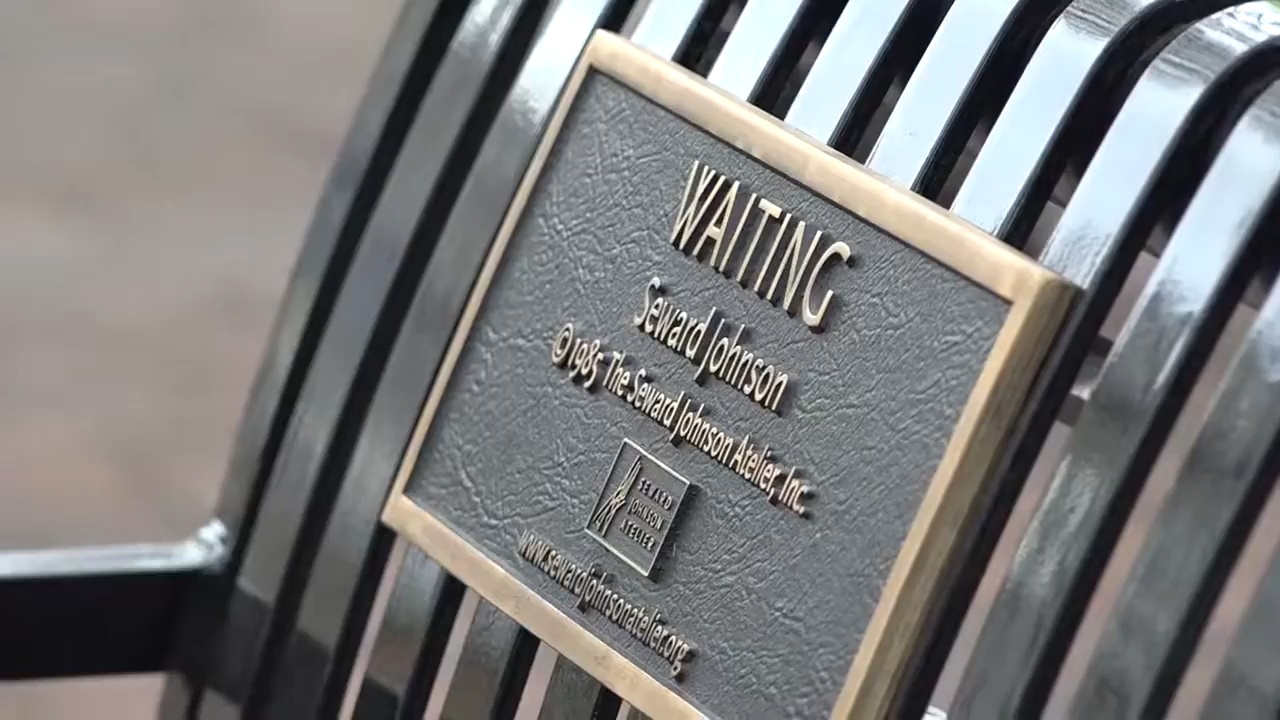 WAITING
Seward Johnson
©1985 The Seward Johnson Atelier, Inc.
SEWARD
JOHNSON
ATELIER
www.sewardjohnsonatelier.org